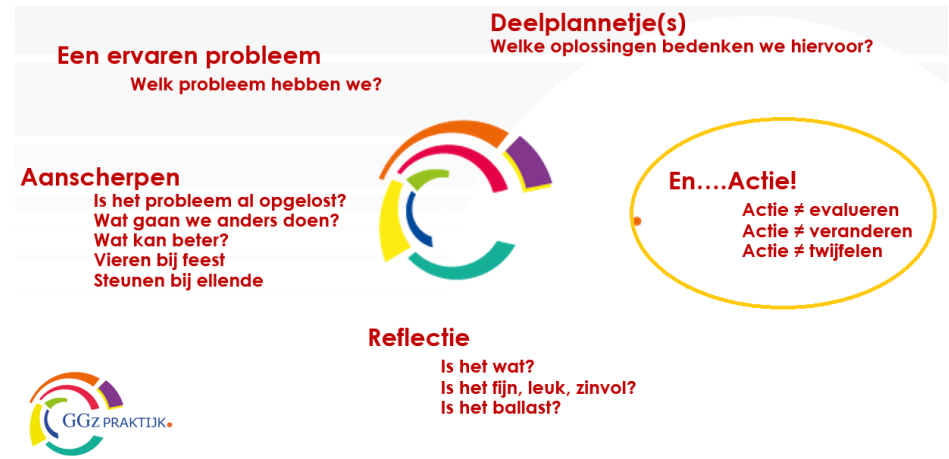 Een ervaren probleem
Welk probleem hebben we?
Deelplannetje(s)
Welke oplossingen bedenken we hiervoor?
En....Actie!
Actie ≠ evalueren
Actie ≠ veranderen
Actie ≠ twijfelen
Reflectie
Is het wat?
Is het fijn, leuk, zinvol?
Is het ballast?
Aanscherpen
Is het probleem al opgelost?
Wat gaan we anders doen?
Wat kan beter?
Vieren bij feest
Steunen bij ellende
GGz PRAKTIJK.